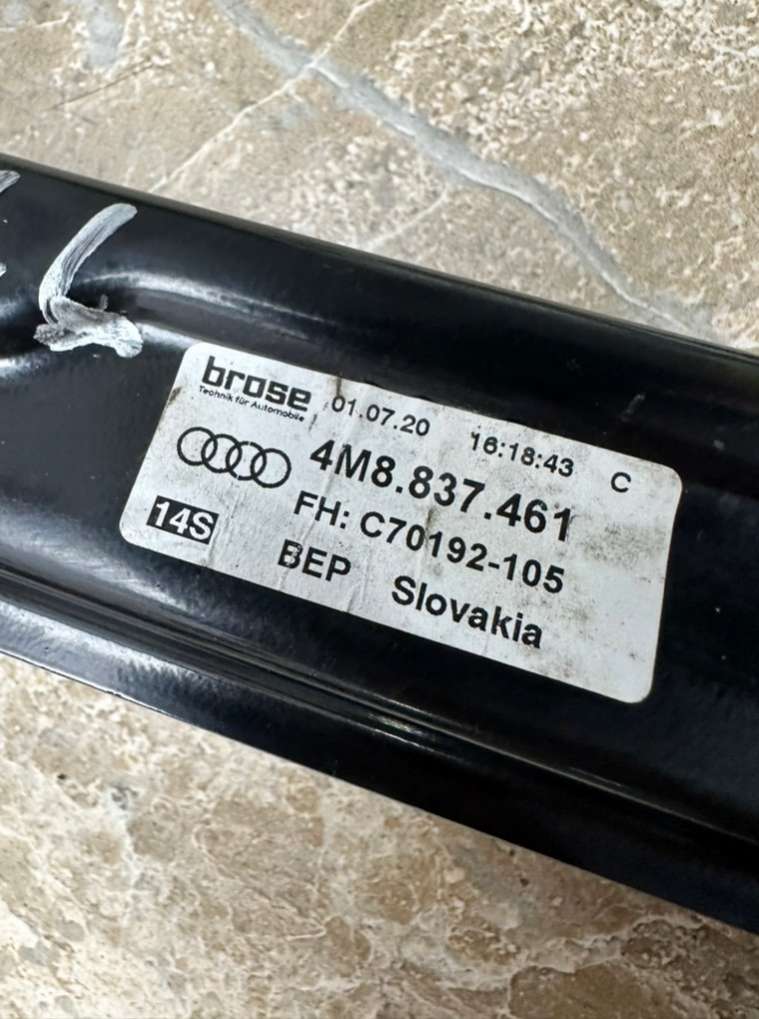 brose
Technik für Automobile
01.07.20 16:18:43 C
4M8.837.461
FH: C70192-105
14S
BEP Slovakia